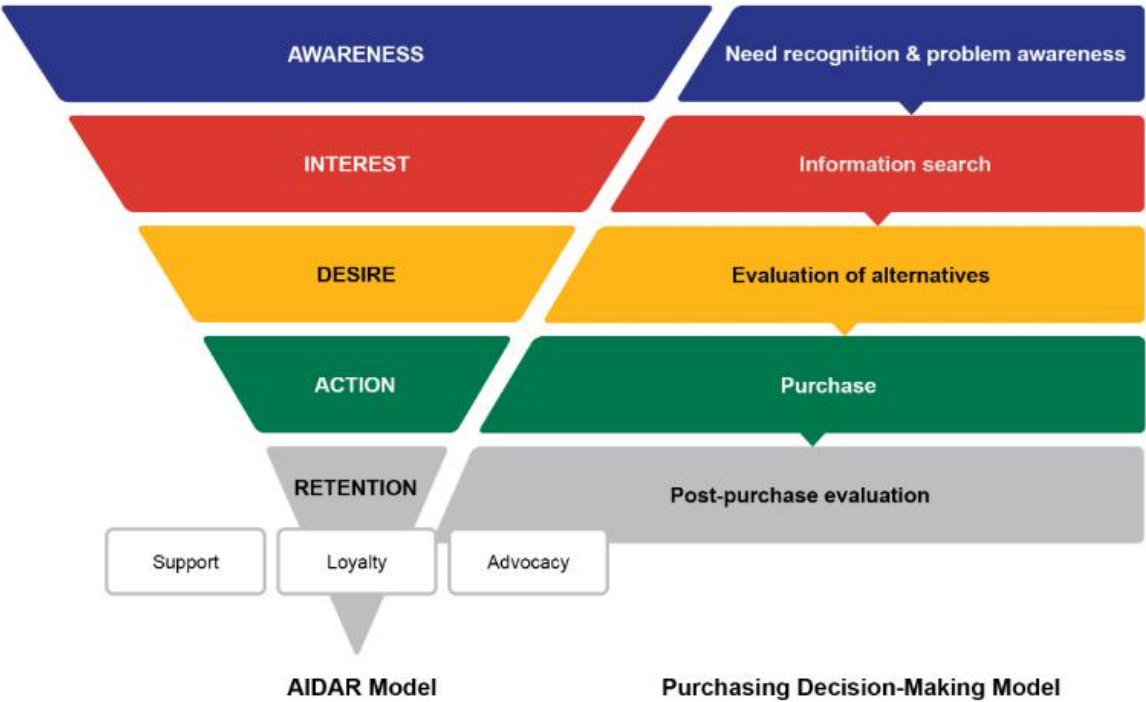 AWARENESS
Need recognition & problem awareness
INTEREST
Information search
DESIRE
Evaluation of alternatives
ACTION
Purchase
RETENTION
Post-purchase evaluation
Support
Loyalty
Advocacy
AIDAR Model
Purchasing Decision-Making Model